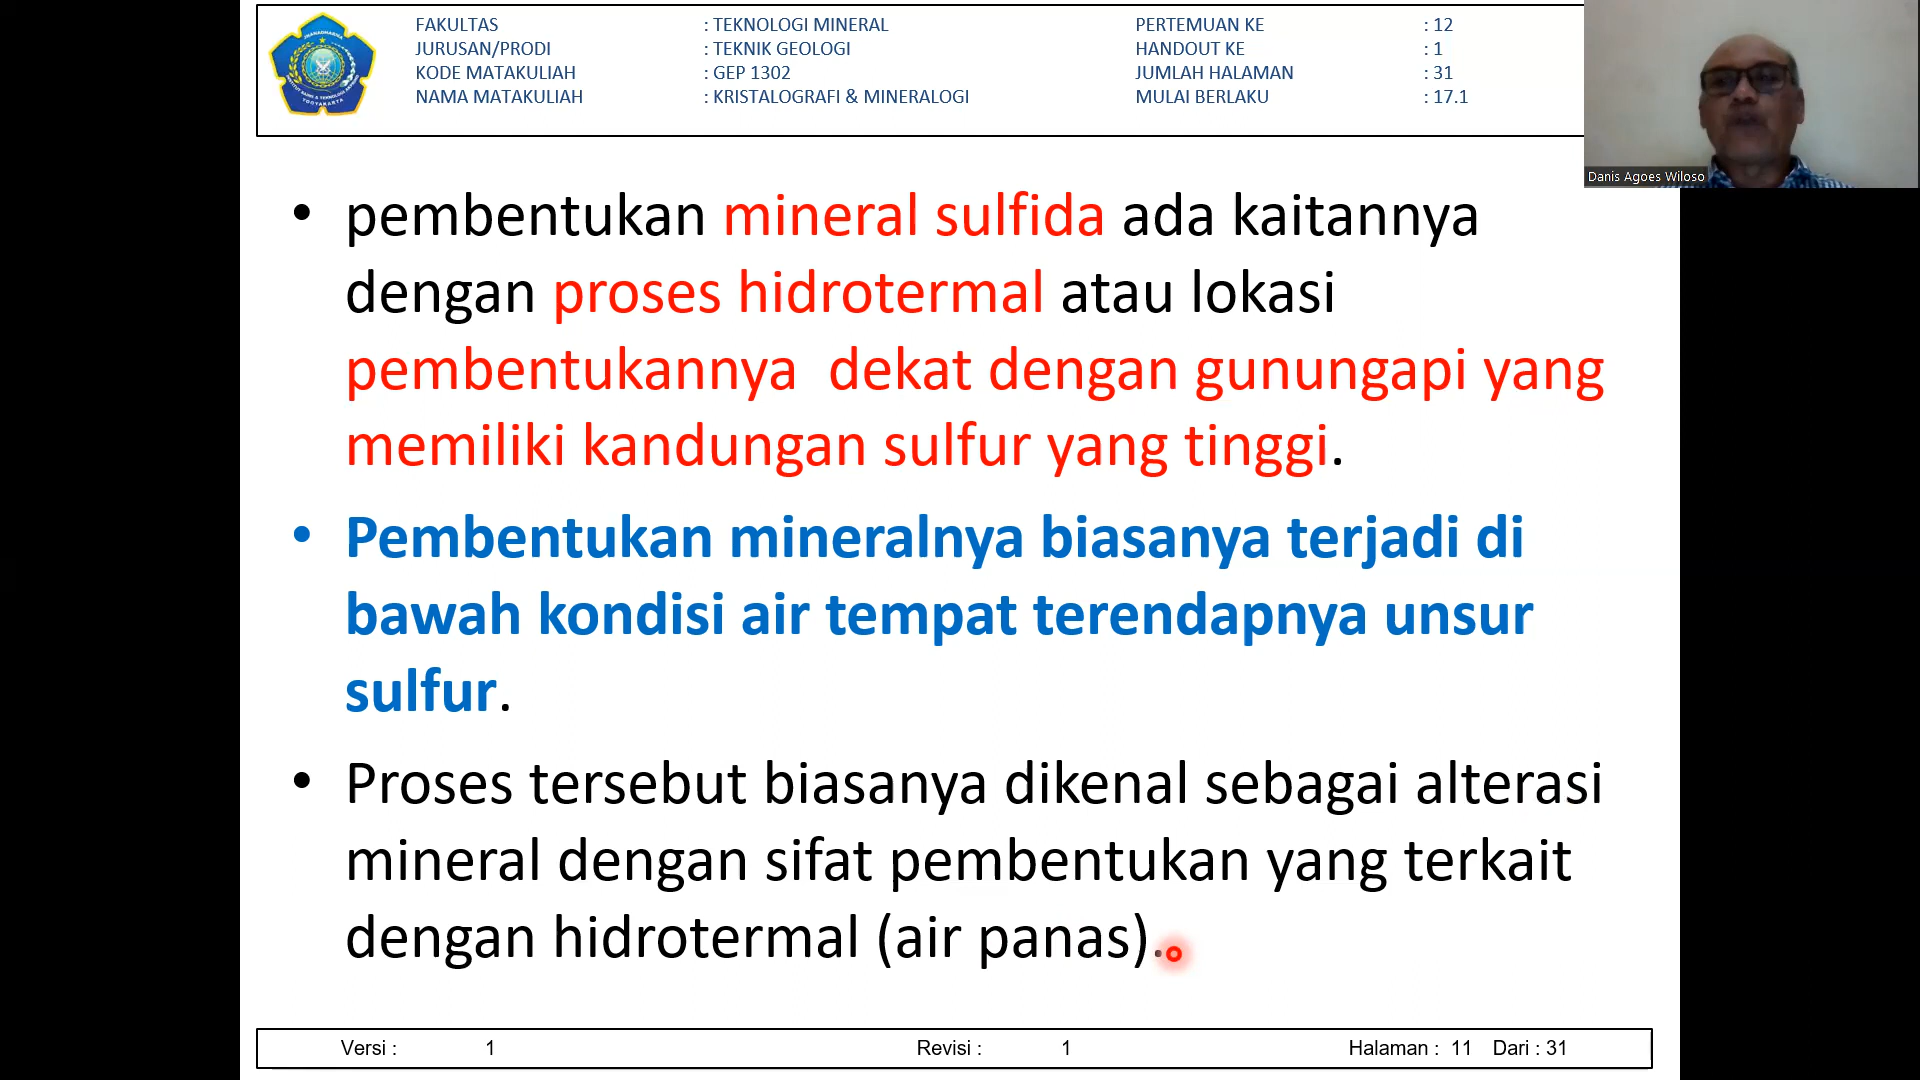 FAKULTAS : TEKNOLOGI MINERAL PERTEMUAN KE : 12
JURUSAN/PRODI : TEKNIK GEOLOGI HANDOUT KE : 1
KODE MATAKULIAH : GEP 1302 JUMLAH HALAMAN : 31
NAMA MATAKULIAH : KRISTALOGRAFI & MINERALOGI MULAI BERLAKU : 17.1
YOGYAKARTA
Danis Agoes Wiloso
• pembentukan mineral sulfida ada kaitannya
dengan proses hidrotermal atau lokasi
pembentukannya dekat dengan gunungapi yang
memiliki kandungan sulfur yang tinggi.
• Pembentukan mineralnya biasanya terjadi di
bawah kondisi air tempat terendapnya unsur
sulfur.
• Proses tersebut biasanya dikenal sebagai alterasi
mineral dengan sifat pembentukan yang terkait
dengan hidrotermal (air panas).
Versi : 1 Revisi : 1 Halaman : 11 Dari : 31